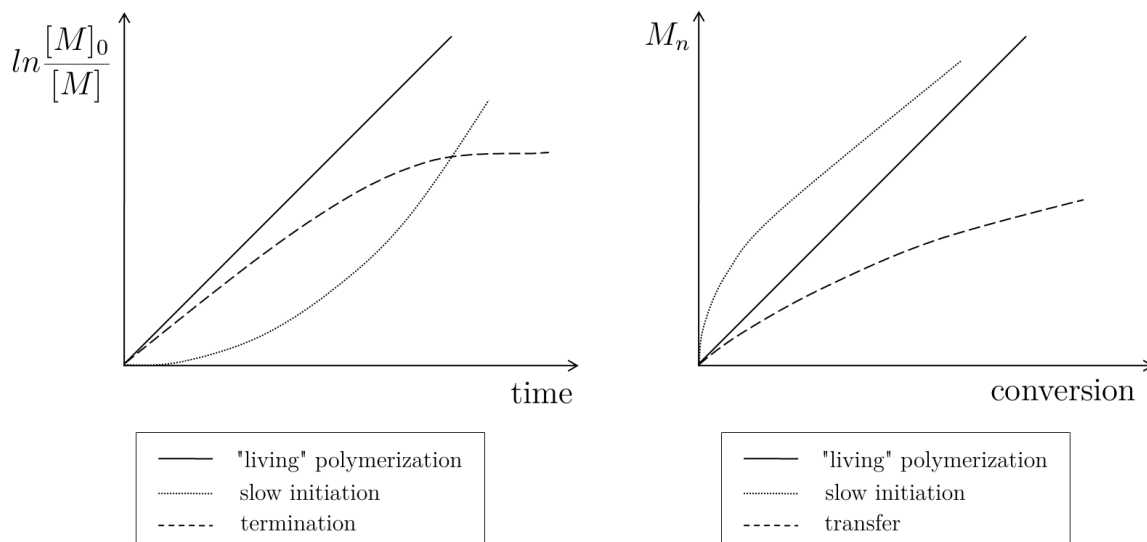 ln [M]₀/[M]
time
"living" polymerization
slow initiation
termination
Mₙ
conversion
"living" polymerization
slow initiation
transfer